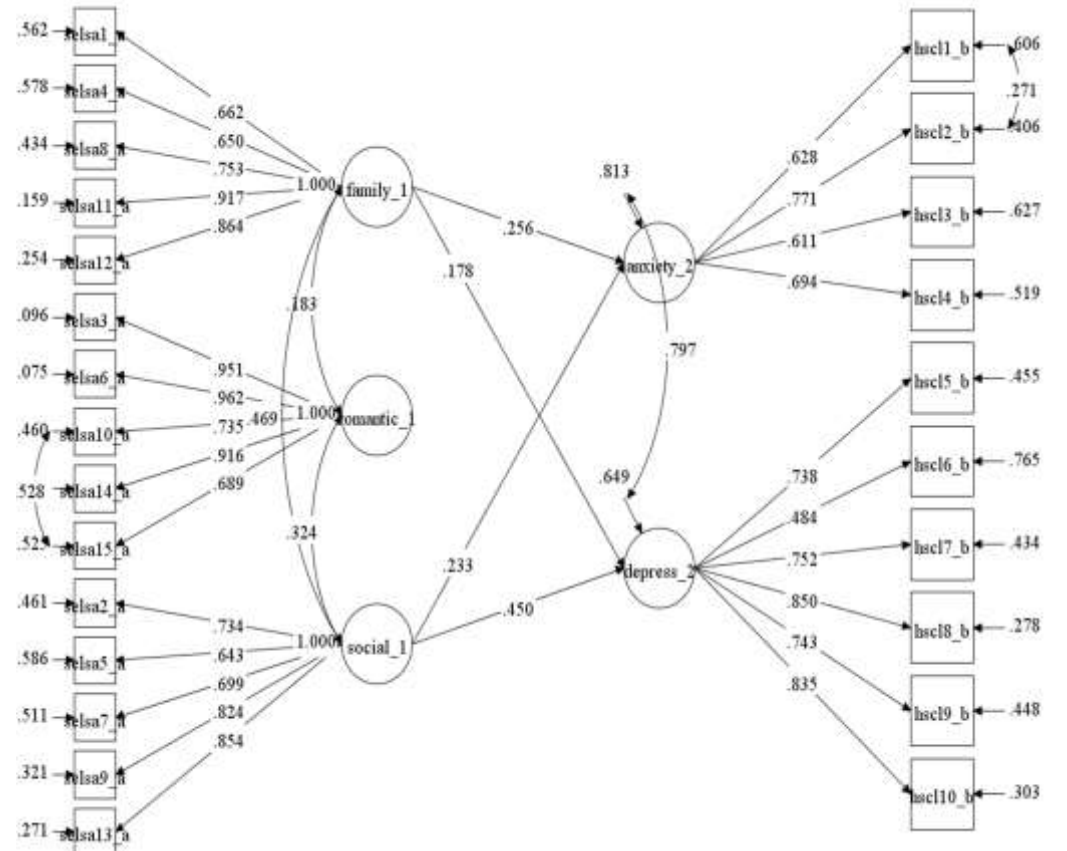 .562 selsa1_a
.578 selsa4_a
.434 selsa8_a
.159 selsa11_a
.254 selsa12_a
.096 selsa3_a
.075 selsa6_a
.460 selsa10_a
.528
selsa14_a
selsa15_a
.461 selsa2_a
.586 selsa5_a
.511 selsa7_a
.321 selsa9_a
.271 selsa13_a
.662
.650
.753
.917
.864
1.000 family_1
.183
.951
.962
.735
.916
.689
.469
1.000 romantic_1
.324
.734
.643
.699
.824
.854
1.000 social_1
.256
.178
.233
.450
.813
anxiety_2
.797
.649
depress_2
.628
.771
.611
.694
.738
.484
.752
.850
.743
.835
hscl1_b .606
.271
hscl2_b .406
hscl3_b .627
hscl4_b .519
hscl5_b .455
hscl6_b .765
hscl7_b .434
hscl8_b .278
hscl9_b .448
hscl10_b .303